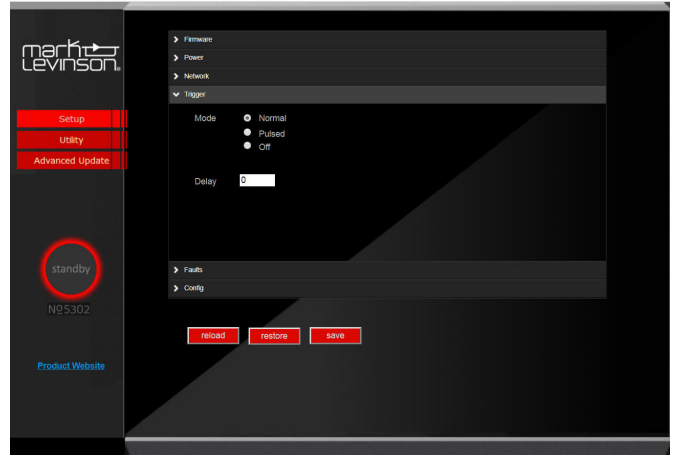 mark
Levinson.
Setup
Utility
Advanced Update
standby
Nº5302
Product Website
Firmware
Power
Network
Trigger
Mode
Normal
Pulsed
Off
Delay
0
Faults
Config
reload restore save